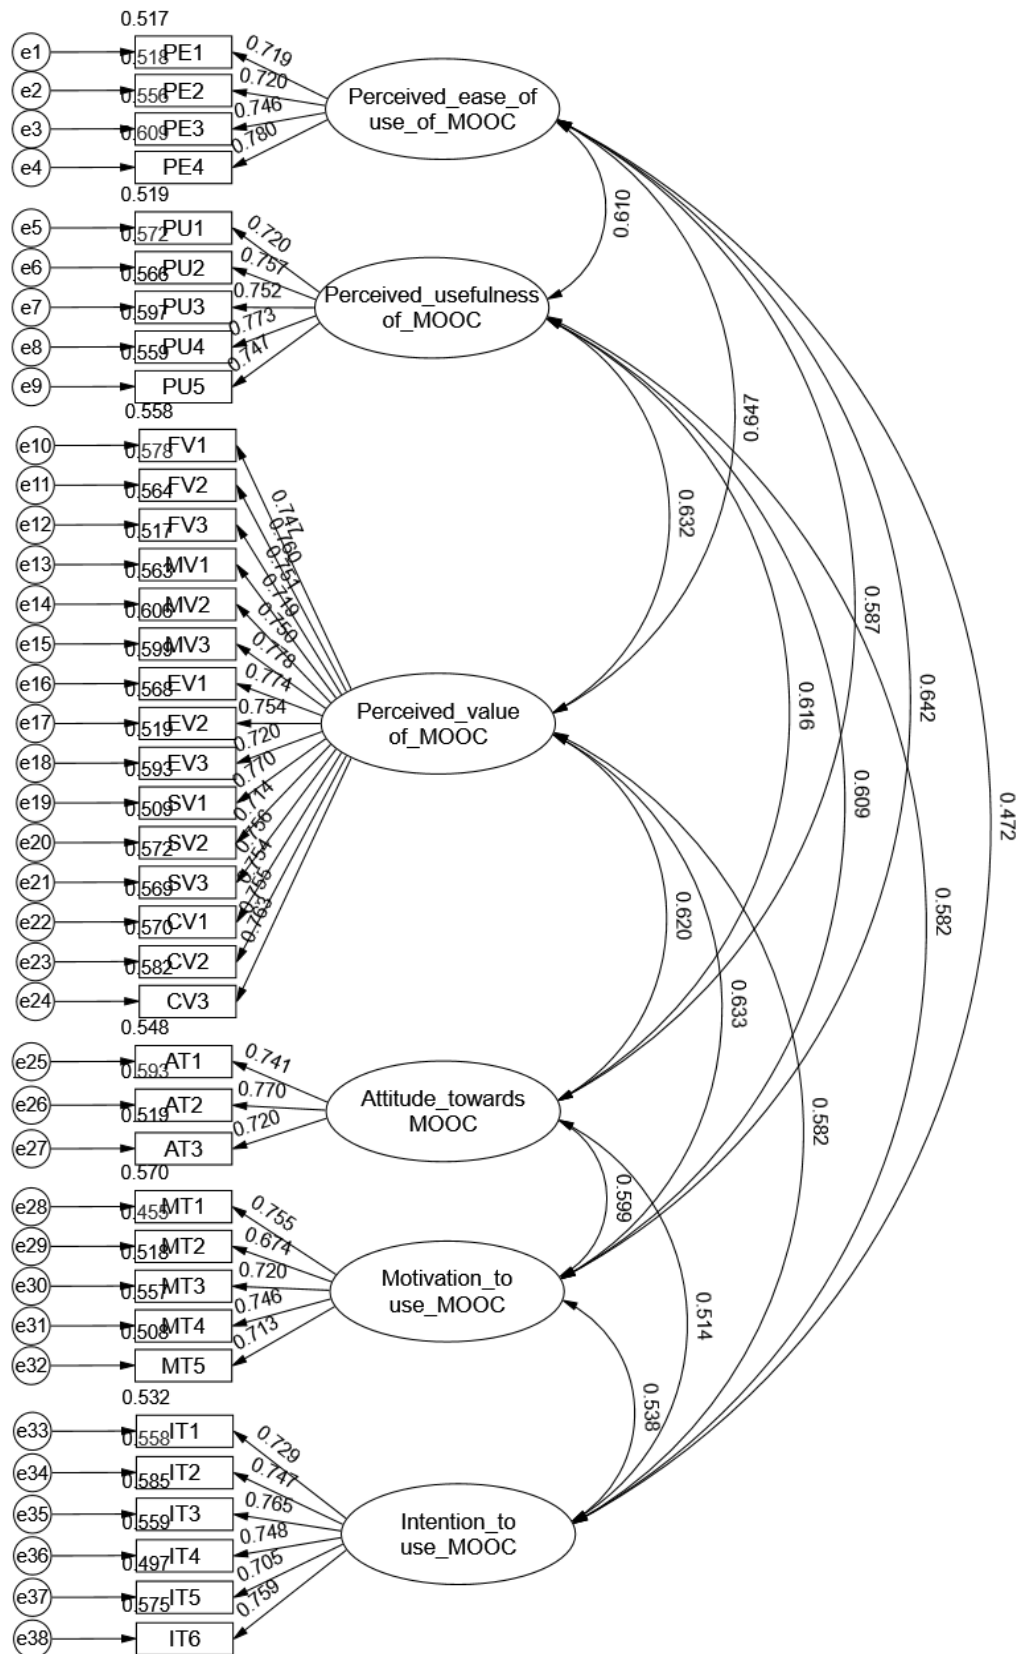 0.517
e1 PE1 0.719
0.518
e2 PE2 0.720
0.556
e3 PE3 0.746
0.609
e4 PE4 0.780
Perceived_ease_of
use_of_MOOC
0.519
e5 PU1 0.720
0.572
e6 PU2 0.757
0.566
e7 PU3 0.752
0.597
e8 PU4 0.773
0.559
e9 PU5 0.747
Perceived_usefulness
of_MOOC
0.558
e10 FV1 0.747
0.578
e11 FV2 0.760
0.564
e12 FV3 0.751
0.517
e13 MV1 0.719
0.563
e14 MV2 0.750
0.606
e15 MV3 0.778
0.599
e16 EV1 0.774
0.568
e17 EV2 0.754
0.519
e18 EV3 0.720
0.593
e19 SV1 0.770
0.509
e20 SV2 0.714
0.572
e21 SV3 0.756
0.569
e22 CV1 0.754
0.570
e23 CV2 0.755
0.582
e24 CV3 0.763
Perceived_value
of_MOOC
0.548
e25 AT1 0.741
0.593
e26 AT2 0.770
0.519
e27 AT3 0.720
Attitude_towards
MOOC
0.570
e28 MT1 0.755
0.455
e29 MT2 0.674
0.518
e30 MT3 0.720
0.557
e31 MT4 0.746
0.508
e32 MT5 0.713
Motivation_to
use_MOOC
0.532
e33 IT1 0.729
0.558
e34 IT2 0.747
0.585
e35 IT3 0.765
0.559
e36 IT4 0.748
0.497
e37 IT5 0.705
0.575
e38 IT6 0.759
Intention_to
use_MOOC
0.610
0.647
0.632
0.587
0.642
0.616
0.609
0.472
0.582
0.620
0.633
0.582
0.599
0.514
0.538